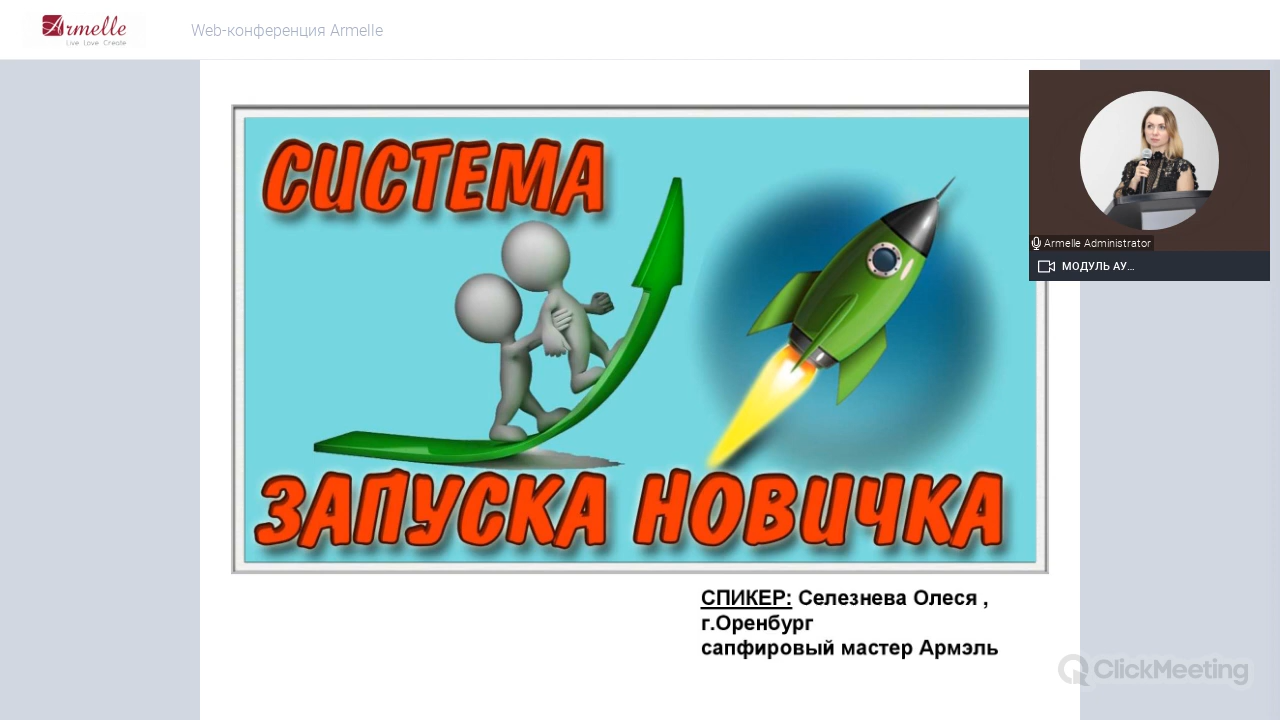 Armelle
Live Love Create
Web-конференция Armelle
СИСТЕМА
ЗАПУСКА НОВИЧКА
Armelle Administrator
МОДУЛЬ АУ...
СПИКЕР: Селезнева Олеся ,
г.Оренбург
сапфировый мастер Армэль
ClickMeeting